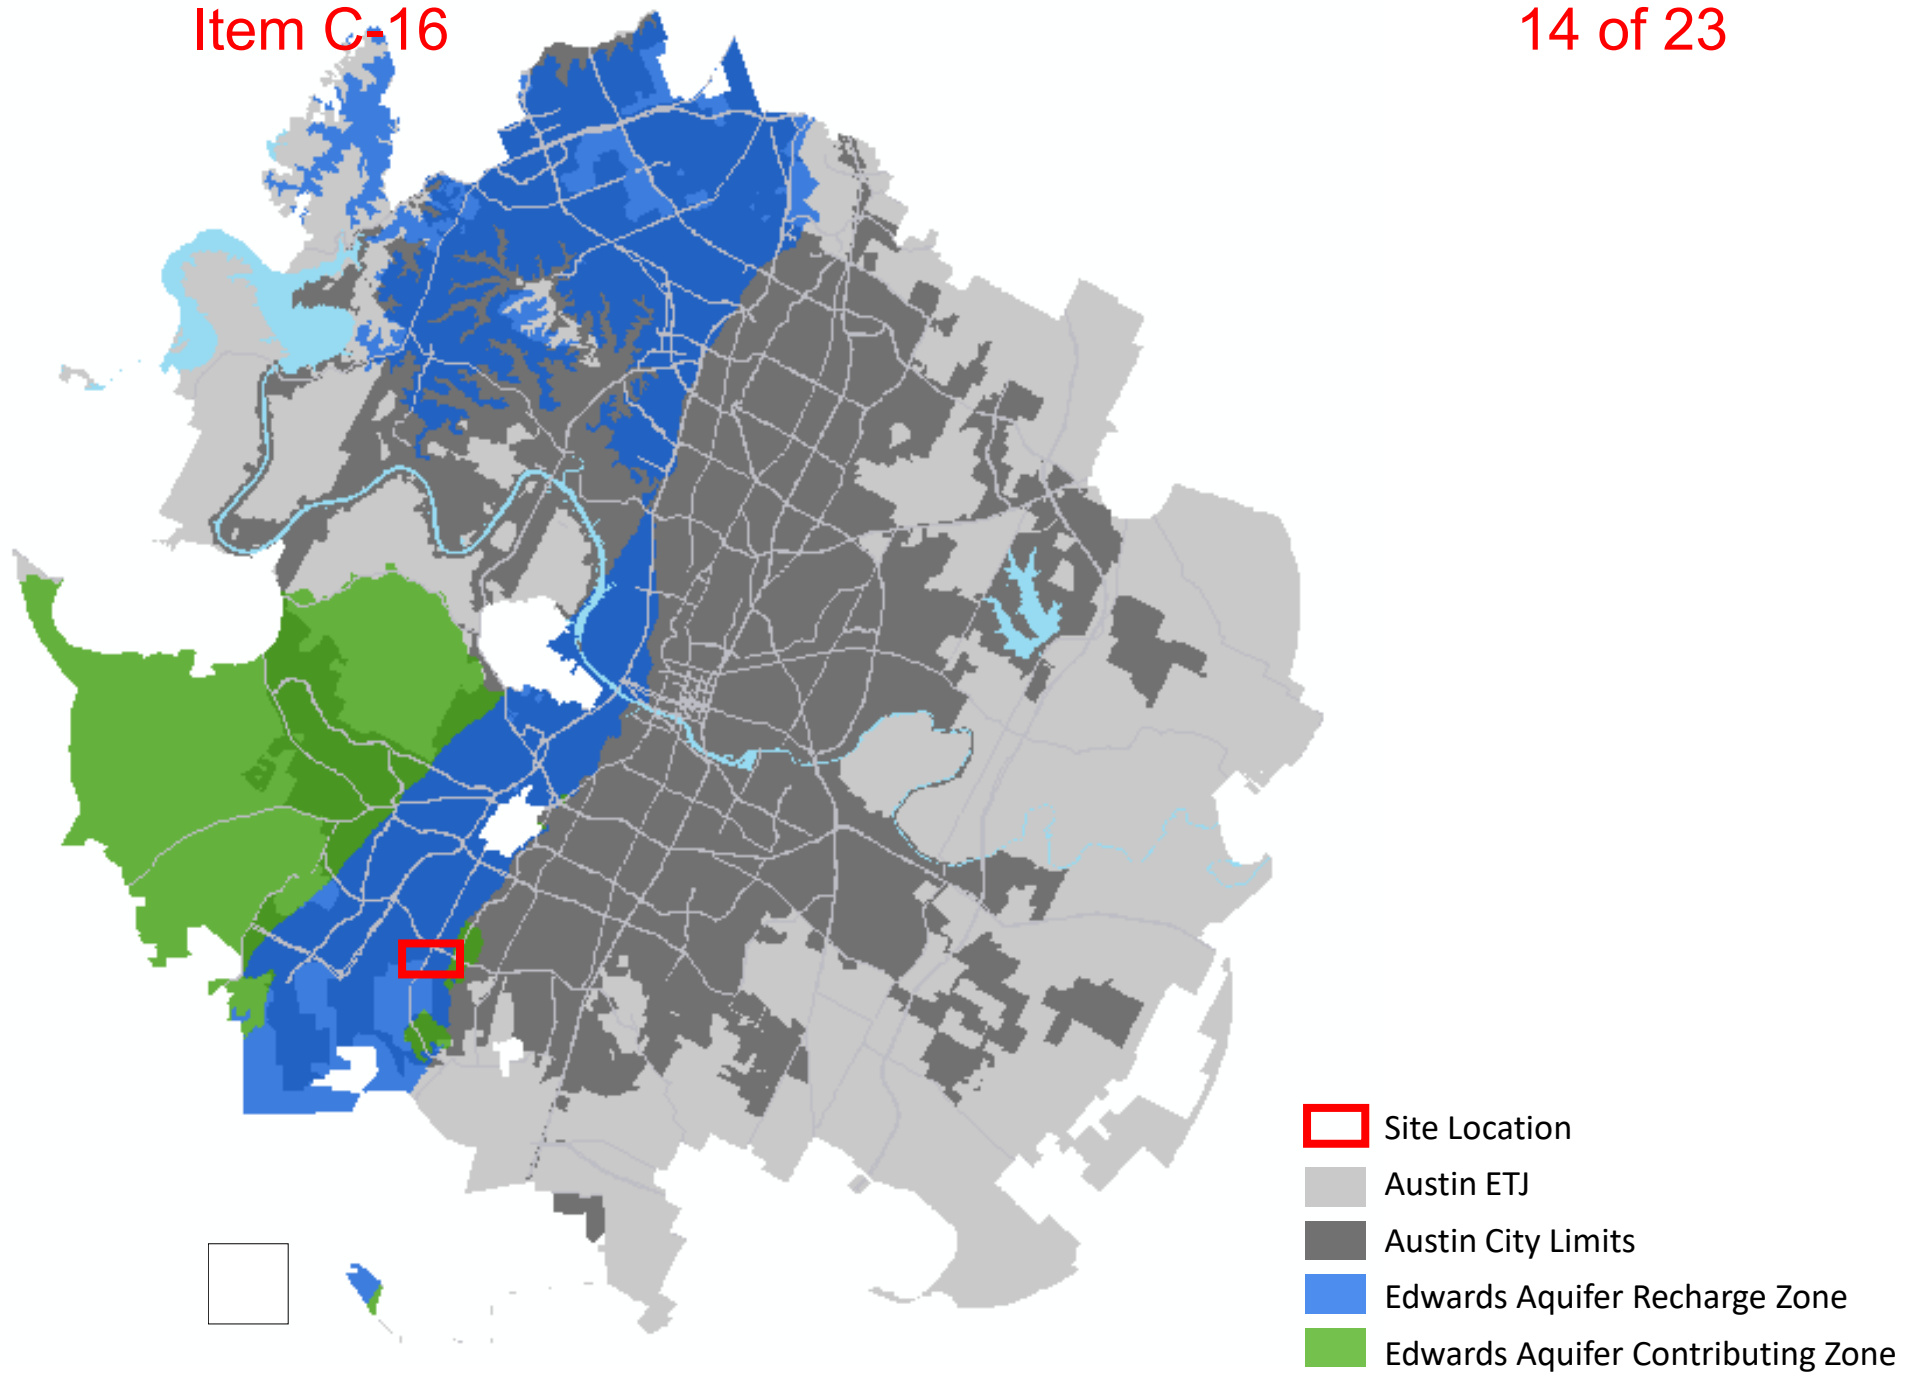 Item C-16
14 of 23
Site Location
Austin ETJ
Austin City Limits
Edwards Aquifer Recharge Zone
Edwards Aquifer Contributing Zone